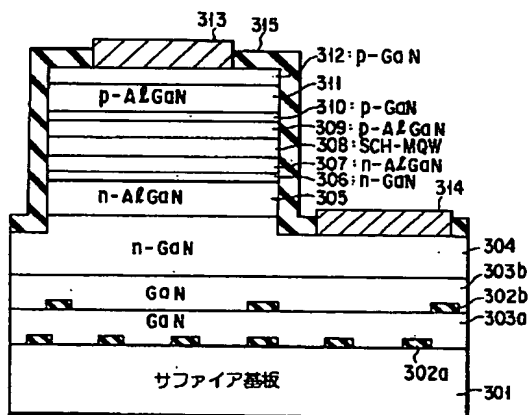 313
315
312:p-GaN
311
p-AlGaN
310:p-GaN
309:p-AlGaN
308:SCH-MQW
307:n-AlGaN
306:n-GaN
305
n-AlGaN
314
n-GaN
304
303b
GaN
302b
303a
GaN
302a
サファイア基板
301